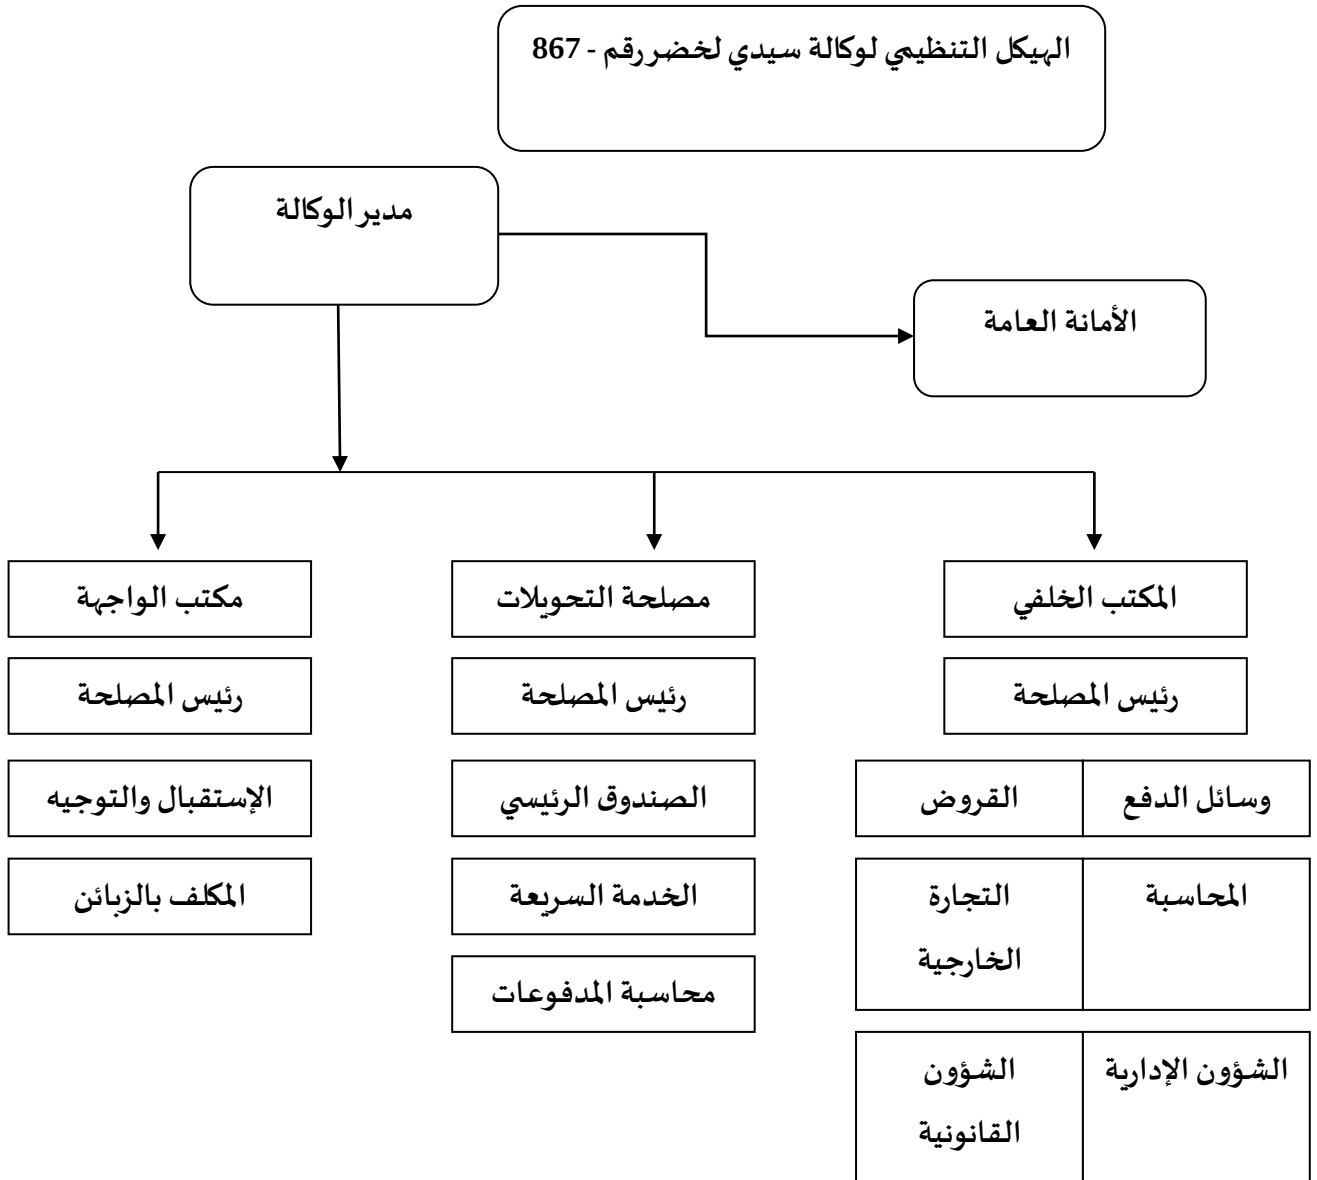 الهيكل التنظيمي لوكالة سيدي لخضر رقم - 867
مدير الوكالة
الأمانة العامة
المكتب الخلفي
مصلحة التحويلات
مكتب الواجهة
رئيس المصلحة
رئيس المصلحة
رئيس المصلحة
وسائل الدفع
القروض
الصندوق الرئيسي
الإستقبال والتوجيه
المحاسبة
التجارة
الخارجية
الخدمة السريعة
المكلف بالزبائن
محاسبة المدفوعات
الشؤون الإدارية
الشؤون
القانونية